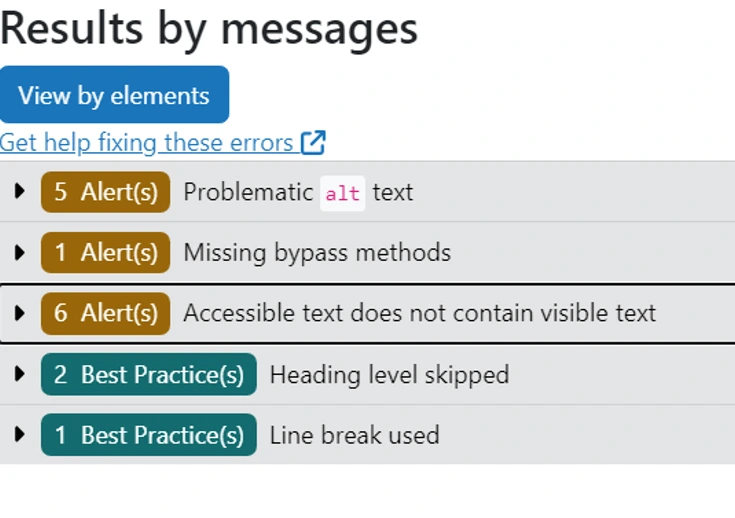 Results by messages
View by elements
Get help fixing these errors
5 Alert(s) Problematic alt text
1 Alert(s) Missing bypass methods
6 Alert(s) Accessible text does not contain visible text
2 Best Practice(s) Heading level skipped
1 Best Practice(s) Line break used